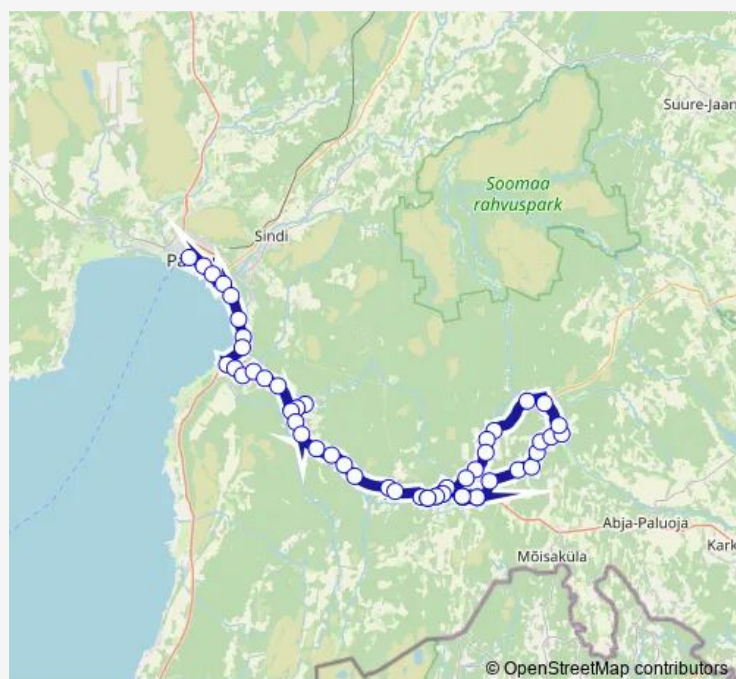 Suure-Jaan
Soomaa
rahvuspark
Sindi
Abja-Paluoja
Kark
Mõisaküla
© OpenStreetMap contributors